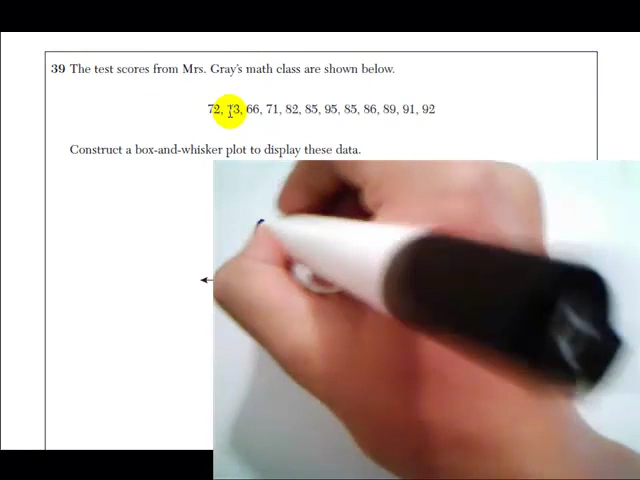 39 The test scores from Mrs. Gray's math class are shown below.
72, 73, 66, 71, 82, 85, 95, 85, 86, 89, 91, 92
Construct a box-and-whisker plot to display these data.